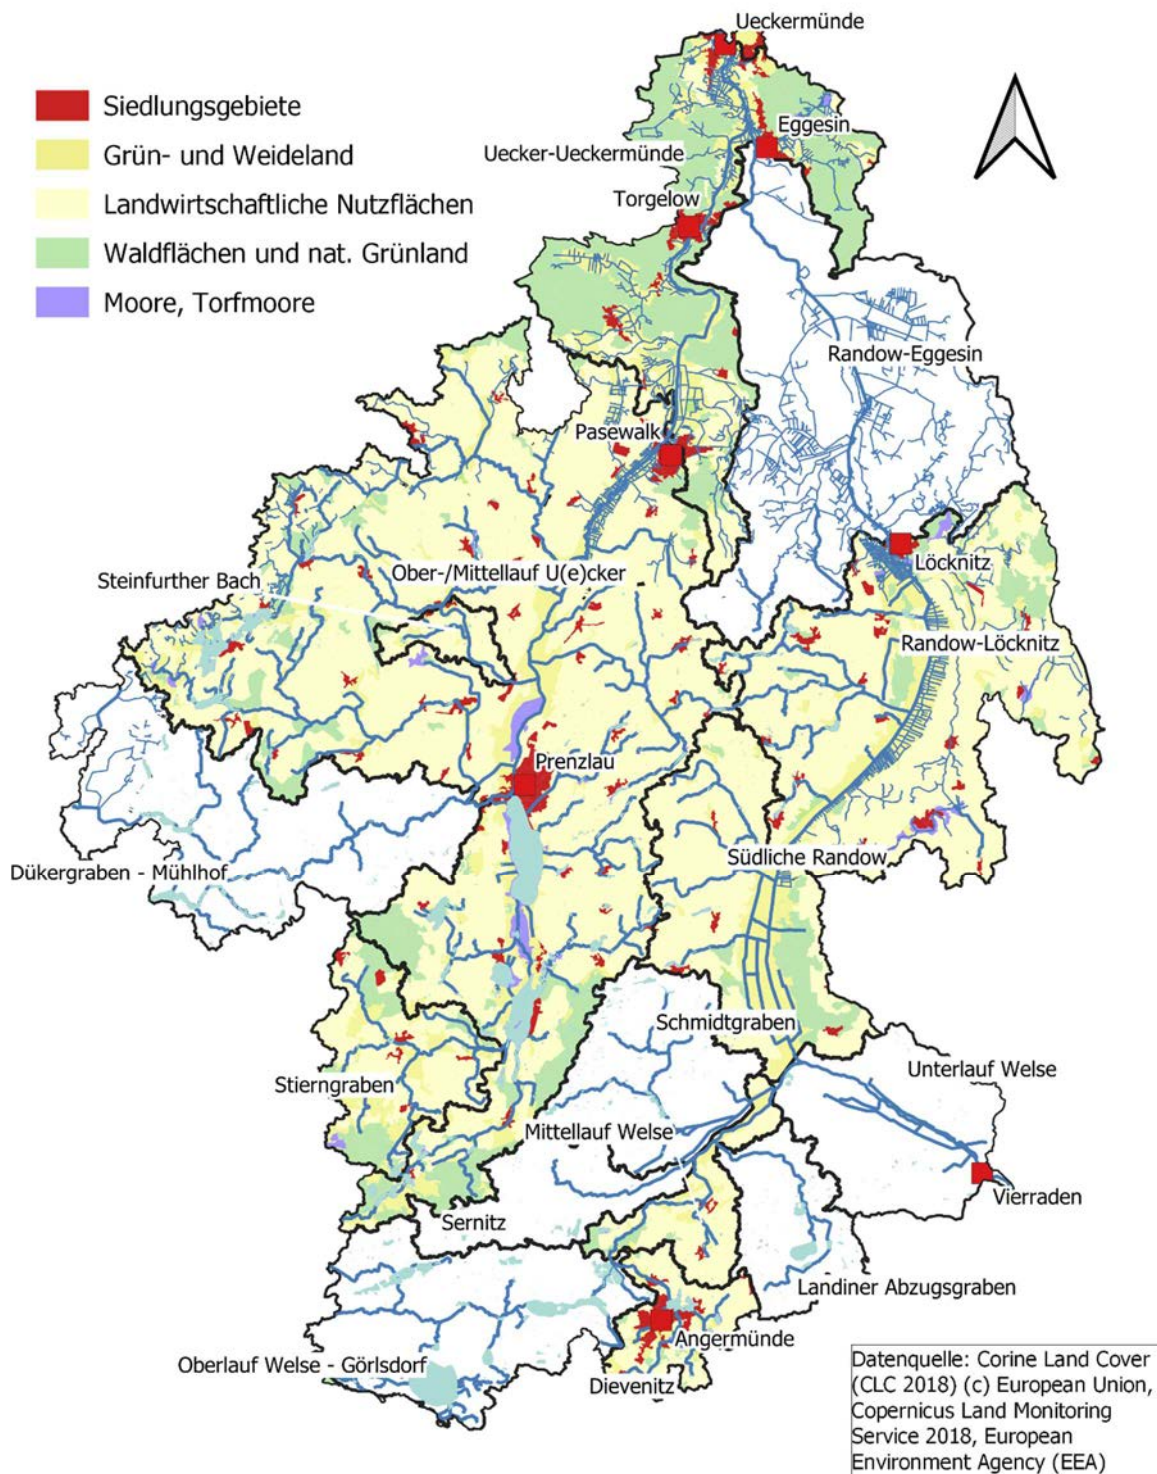 Ueckermünde
Siedlungsgebiete
Grün- und Weideland
Landwirtschaftliche Nutzflächen
Waldflächen und nat. Grünland
Moore, Torfmoore
Eggesin
Uecker-Ueckermünde
Torgelow
Randow-Eggesin
Pasewalk
Löcknitz
Ober-/Mittellauf U(e)cker
Steinfurther Bach
Randow-Löcknitz
Prenzlau
Südliche Randow
Dükergraben - Mühlhof
Schmidtgraben
Unterlauf Welse
Stierngraben
Mittellauf Welse
Vierraden
Sernitz
Landiner Abzugsgraben
Angermünde
Oberlauf Welse - Görlsdorf
Dievenitz
Datenquelle: Corine Land Cover
(CLC 2018) (c) European Union,
Copernicus Land Monitoring
Service 2018, European
Environment Agency (EEA)